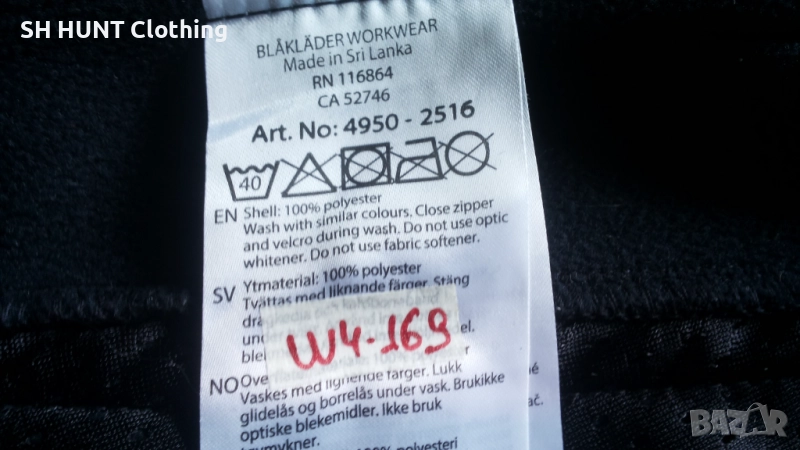 SH HUNT Clothing
BLÅKLÄDER WORKWEAR
Made in Sri Lanka
RN 116864
CA 52746
Art. No: 4950 - 2516
40
EN Shell: 100% polyester
Wash with similar colours. Close zipper
and velcro during wash. Do not use optic
whitener. Do not use fabric softener.
SV Ytmaterial: 100% polyester
Tvättas med liknande färger. Stäng
W4-169
NO
Vaskes med lignende farger. Lukk
glidelås og borrelås under vask. Brukikke
optiske blekemidler. Ikke bruk
BAZAR